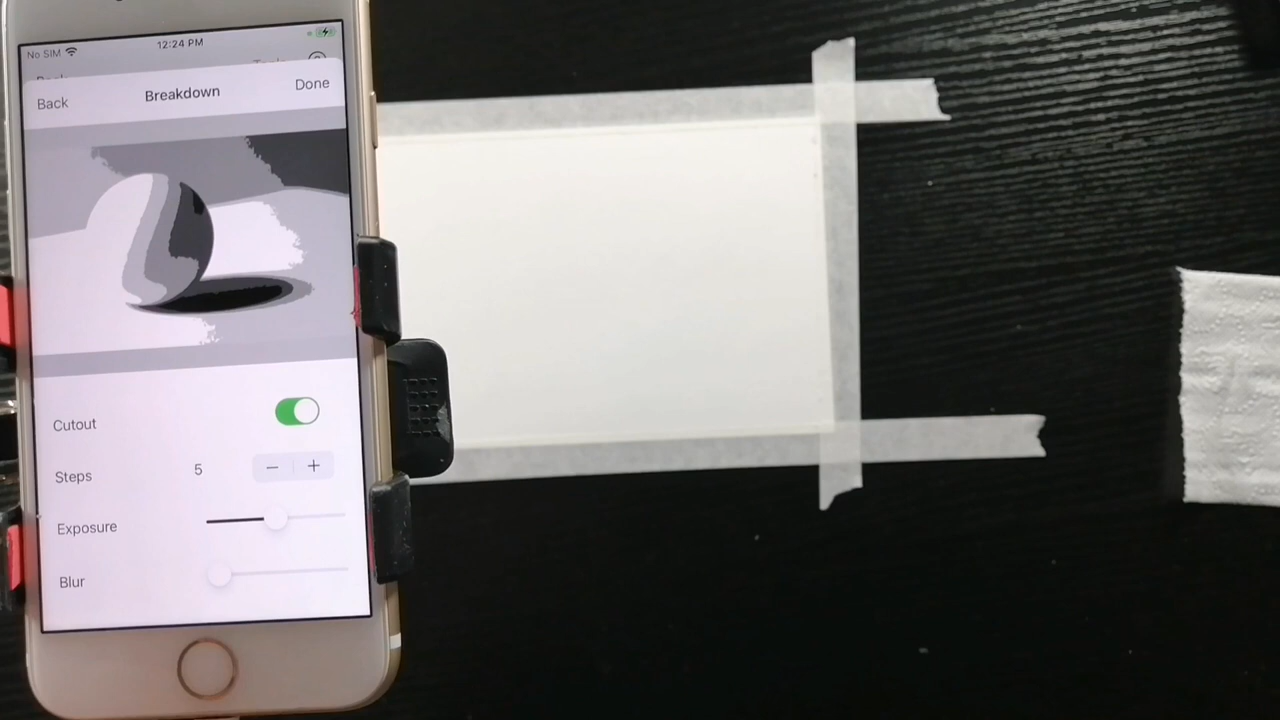 No SIM
12:24 PM
Back Breakdown Done
Cutout
Steps 5 − +
Exposure
Blur